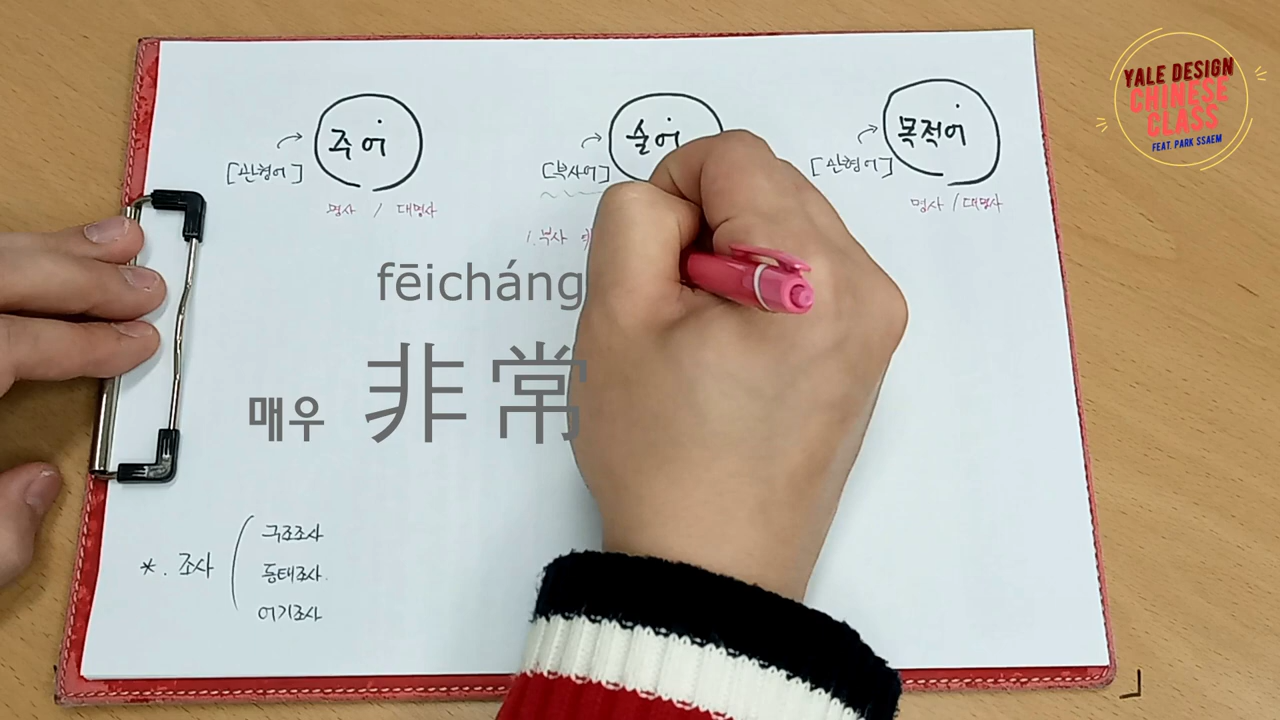 YALE DESIGN
CHINESE
CLASS
FEAT. PARK SSAEM
주어
술어
목적어
[관형어]
[부사어]
[관형어]
명사 / 대명사
명사 / 대명사
1. 부사
fēicháng
매우 非常
*. 조사
구조조사
동태조사
어기조사